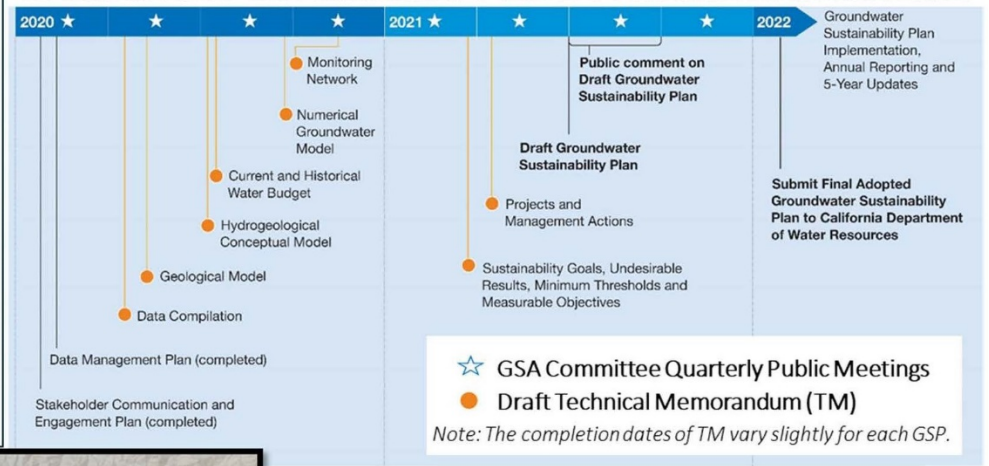 2020 ★ ★ ★ ★ 2021 ★ ★ ★ ★ 2022
Groundwater
Sustainability Plan
Implementation,
Annual Reporting and
5-Year Updates
Monitoring
Network
Numerical
Groundwater
Model
Current and Historical
Water Budget
Hydrogeological
Conceptual Model
Geological Model
Data Compilation
Data Management Plan (completed)
Stakeholder Communication and
Engagement Plan (completed)
Public comment on
Draft Groundwater
Sustainability Plan
Draft Groundwater
Sustainability Plan
Projects and
Management Actions
Sustainability Goals, Undesirable
Results, Minimum Thresholds and
Measurable Objectives
Submit Final Adopted
Groundwater Sustainability
Plan to California Department
of Water Resources
☆ GSA Committee Quarterly Public Meetings
● Draft Technical Memorandum (TM)
Note: The completion dates of TM vary slightly for each GSP.